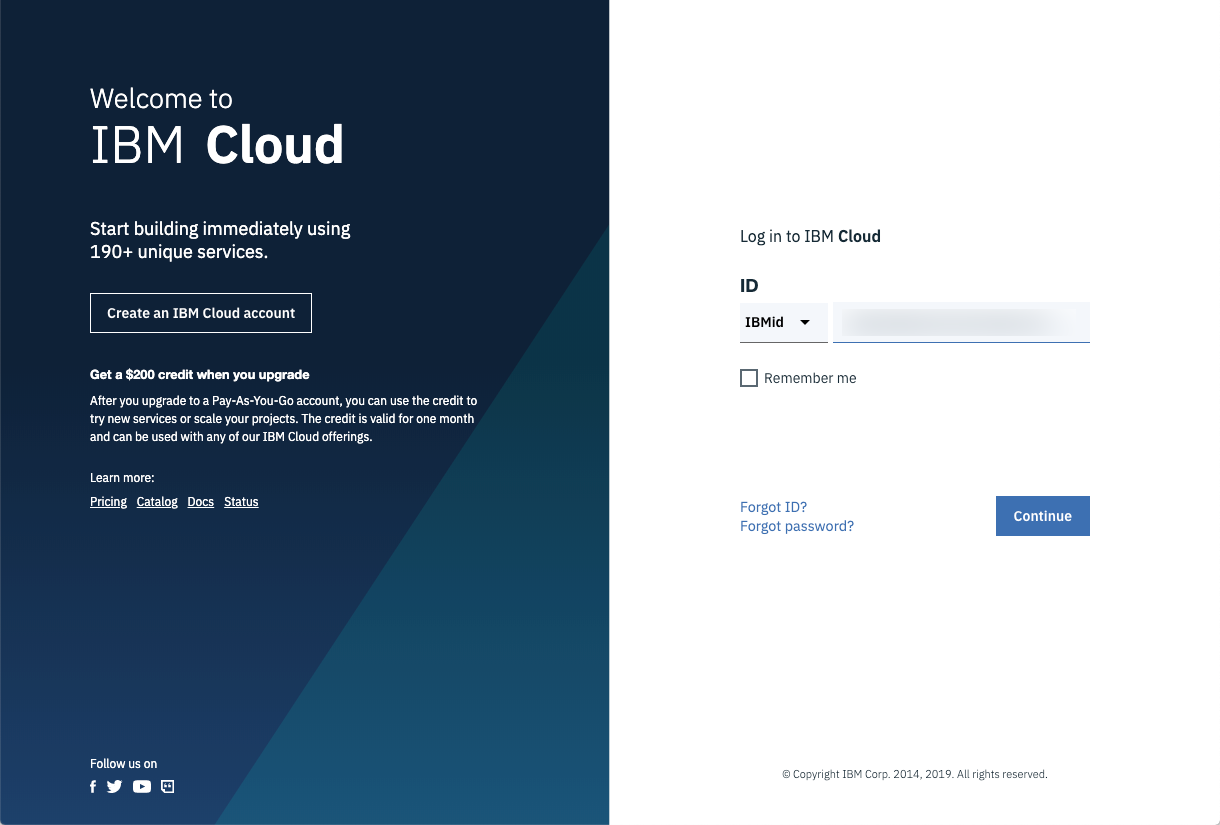 Welcome to
IBM Cloud
Start building immediately using
190+ unique services.
Create an IBM Cloud account
Get a $200 credit when you upgrade
After you upgrade to a Pay-As-You-Go account, you can use the credit to
try new services or scale your projects. The credit is valid for one month
and can be used with any of our IBM Cloud offerings.
Learn more:
Pricing Catalog Docs Status
Follow us on
Log in to IBM Cloud
ID
IBMid
Remember me
Forgot ID?
Forgot password?
Continue
© Copyright IBM Corp. 2014, 2019. All rights reserved.